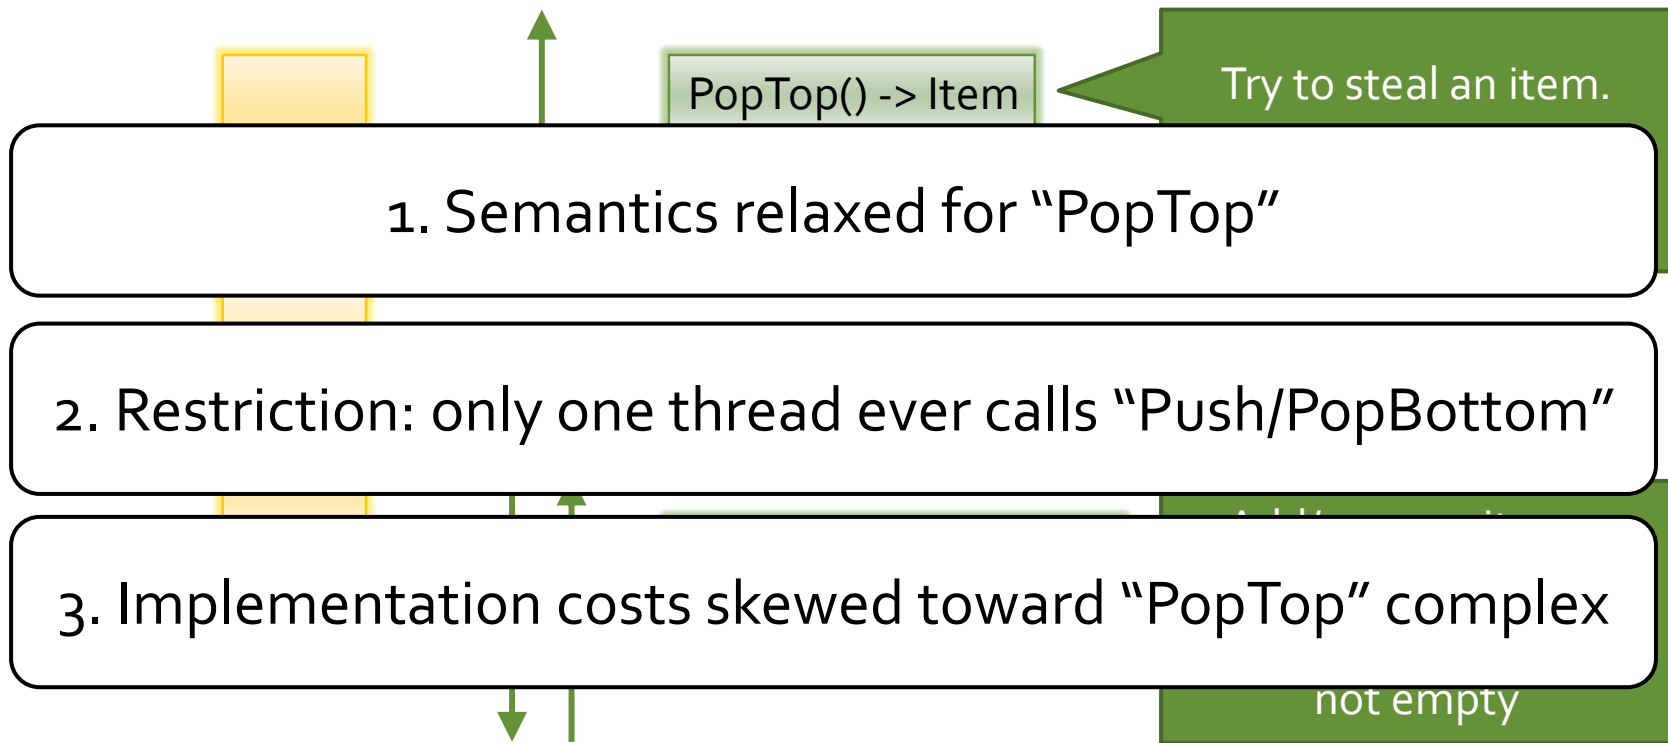 PopTop() -> Item
Try to steal an item.
1. Semantics relaxed for “PopTop”
2. Restriction: only one thread ever calls “Push/PopBottom”
3. Implementation costs skewed toward “PopTop” complex
not empty